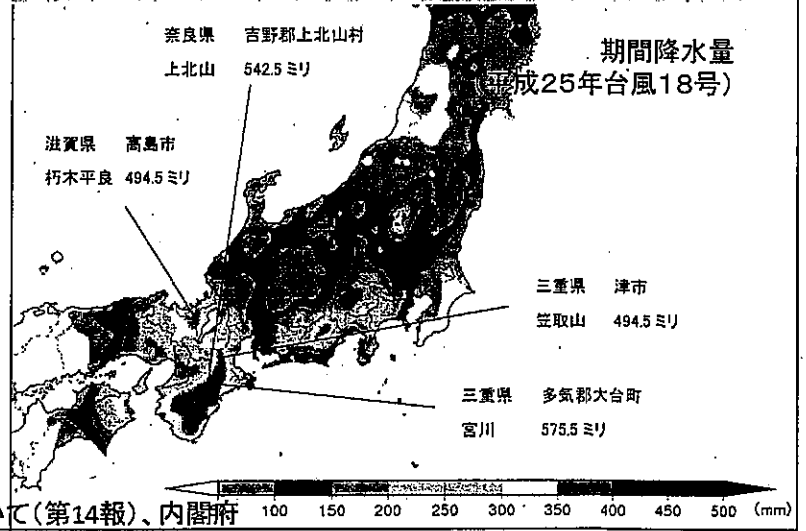 奈良県 吉野郡上北山村
上北山 542.5 ミリ
期間降水量
平成25年台風18号)
滋賀県 高島市
朽木平良 494.5 ミリ
三重県 津市
笠取山 494.5 ミリ
三重県 多気郡大台町
宮川 575.5 ミリ
100 150 200 250 300 350 400 450 500 (mm)
いて(第14報)、内閣府